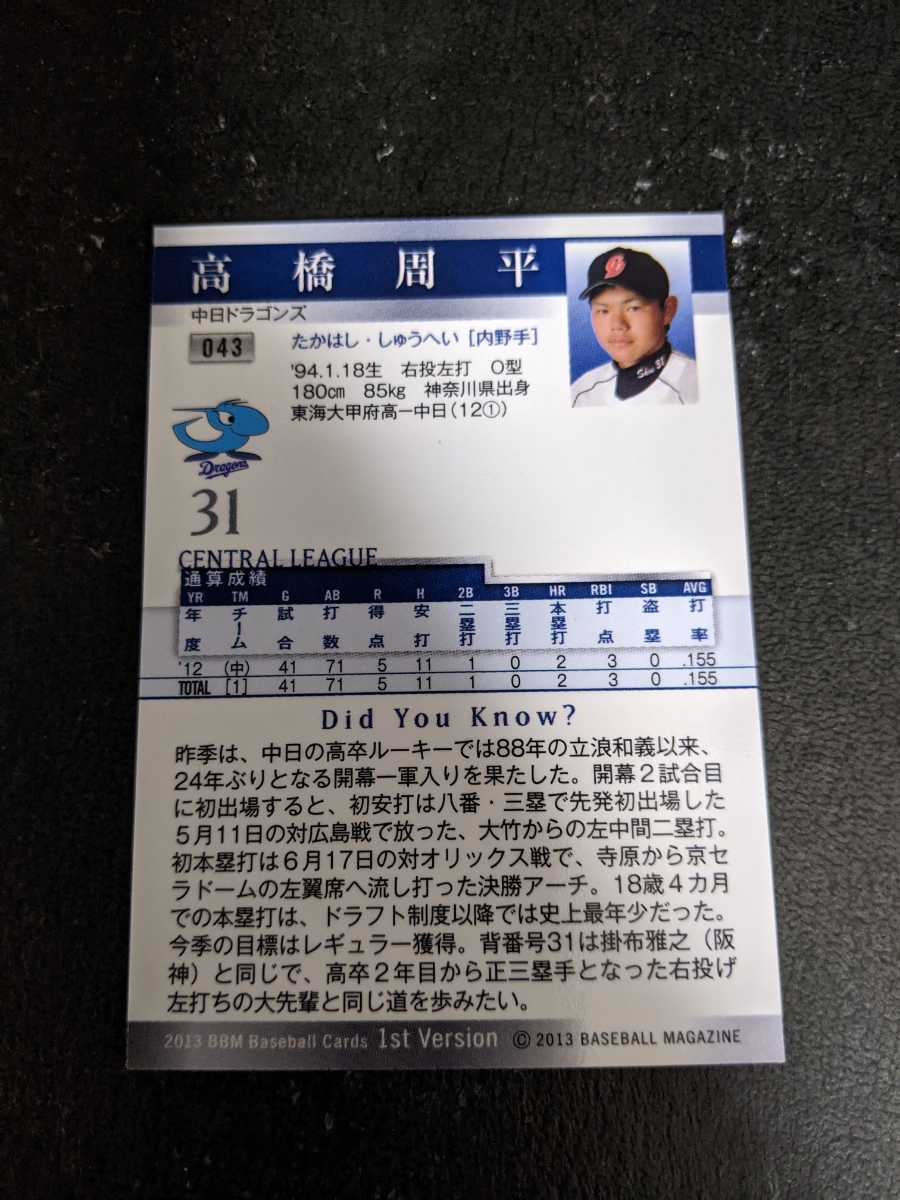 高橋周平
中日ドラゴンズ
043
たかはし・しゅうへい [内野手]
'94.1.18生 右投左打 O型
180cm 85kg 神奈川県出身
東海大甲府高―中日(12①)
Dragons
31
CENTRAL LEAGUE
通算成績
YR TM G AB R H 2B 3B HR RBI SB AVG
年度 チーム 試合 打数 得点 安打 二塁打 三塁打 本塁打 打点 盗塁 打率
'12 (中) 41 71 5 11 1 0 2 3 0 .155
TOTAL [1] 41 71 5 11 1 0 2 3 0 .155
Did You Know?
昨季は、中日の高卒ルーキーでは88年の立浪和義以来、
24年ぶりとなる開幕一軍入りを果たした。開幕2試合目
に初出場すると、初安打は八番・三塁で先発初出場した
5月11日の対広島戦で放った、大竹からの左中間二塁打。
初本塁打は6月17日の対オリックス戦で、寺原から京セ
ラドームの左翼席へ流し打った決勝アーチ。18歳4カ月
での本塁打は、ドラフト制度以降では史上最年少だった。
今季の目標はレギュラー獲得。背番号31は掛布雅之（阪
神）と同じで、高卒2年目から正三塁手となった右投げ
左打ちの大先輩と同じ道を歩みたい。
2013 BBM Baseball Cards 1st Version © 2013 BASEBALL MAGAZINE